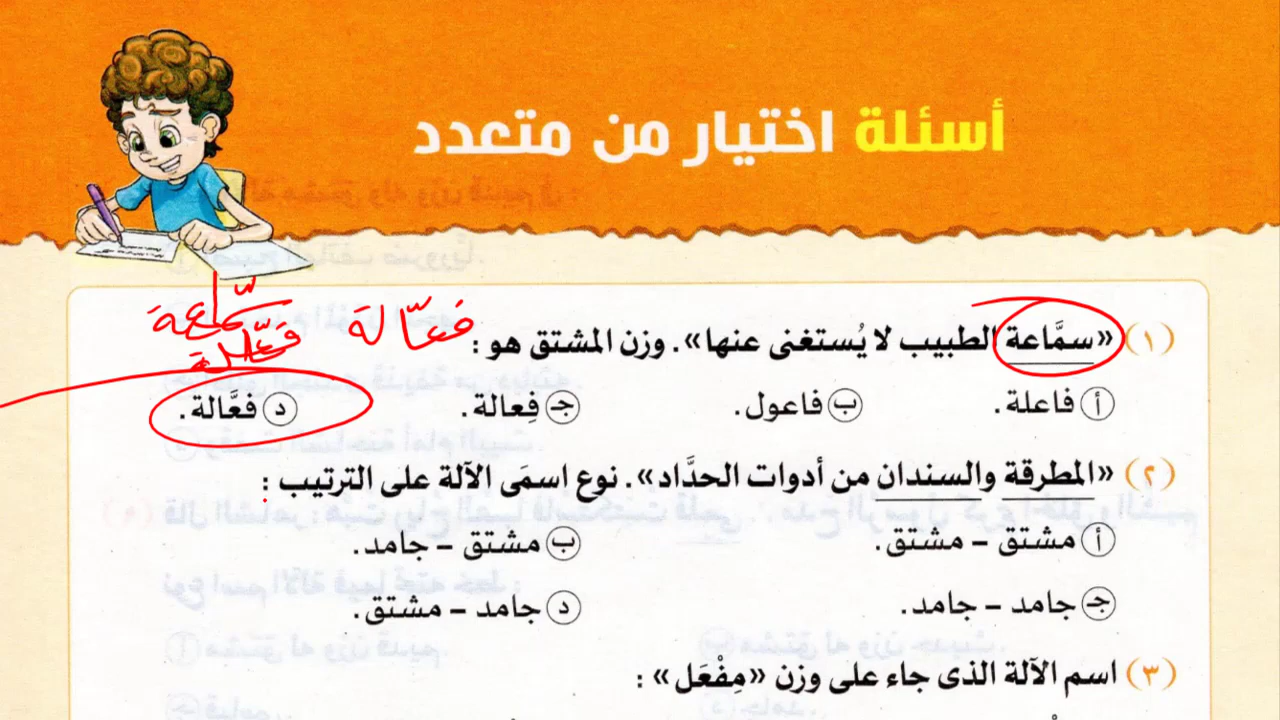 أسئلة اختيار من متعدد
سمّاعة
فعّالة
فعّالة
(١) «سمَّاعة الطبيب لا يُستغنى عنها». وزن المشتق هو :
أ فاعلة. ب فاعول. جـ فِعالة. د فعَّالة.
(٢) «المطرقة والسندان من أدوات الحدَّاد». نوع اسمَى الآلة على الترتيب :
أ مشتق – مشتق. ب مشتق – جامد.
جـ جامد – جامد. د جامد – مشتق.
(٣) اسم الآلة الذى جاء على وزن «مِفْعَل» :